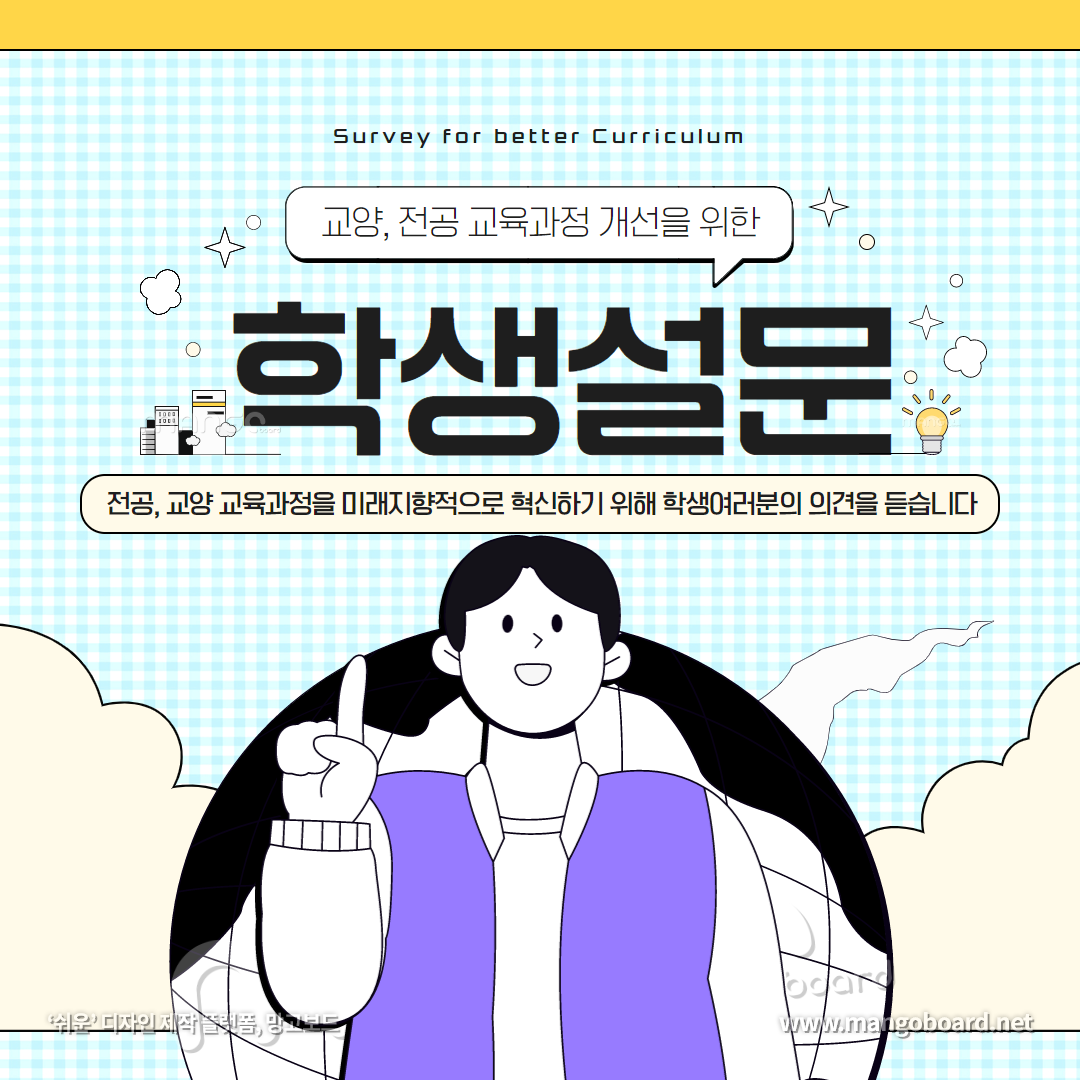 Survey for better Curriculum
교양, 전공 교육과정 개선을 위한
학생설문
전공, 교양 교육과정을 미래지향적으로 혁신하기 위해 학생여러분의 의견을 듣습니다
board
'쉬운' 디자인 제작 플랫폼, 망고보드
www.mangoboard.net